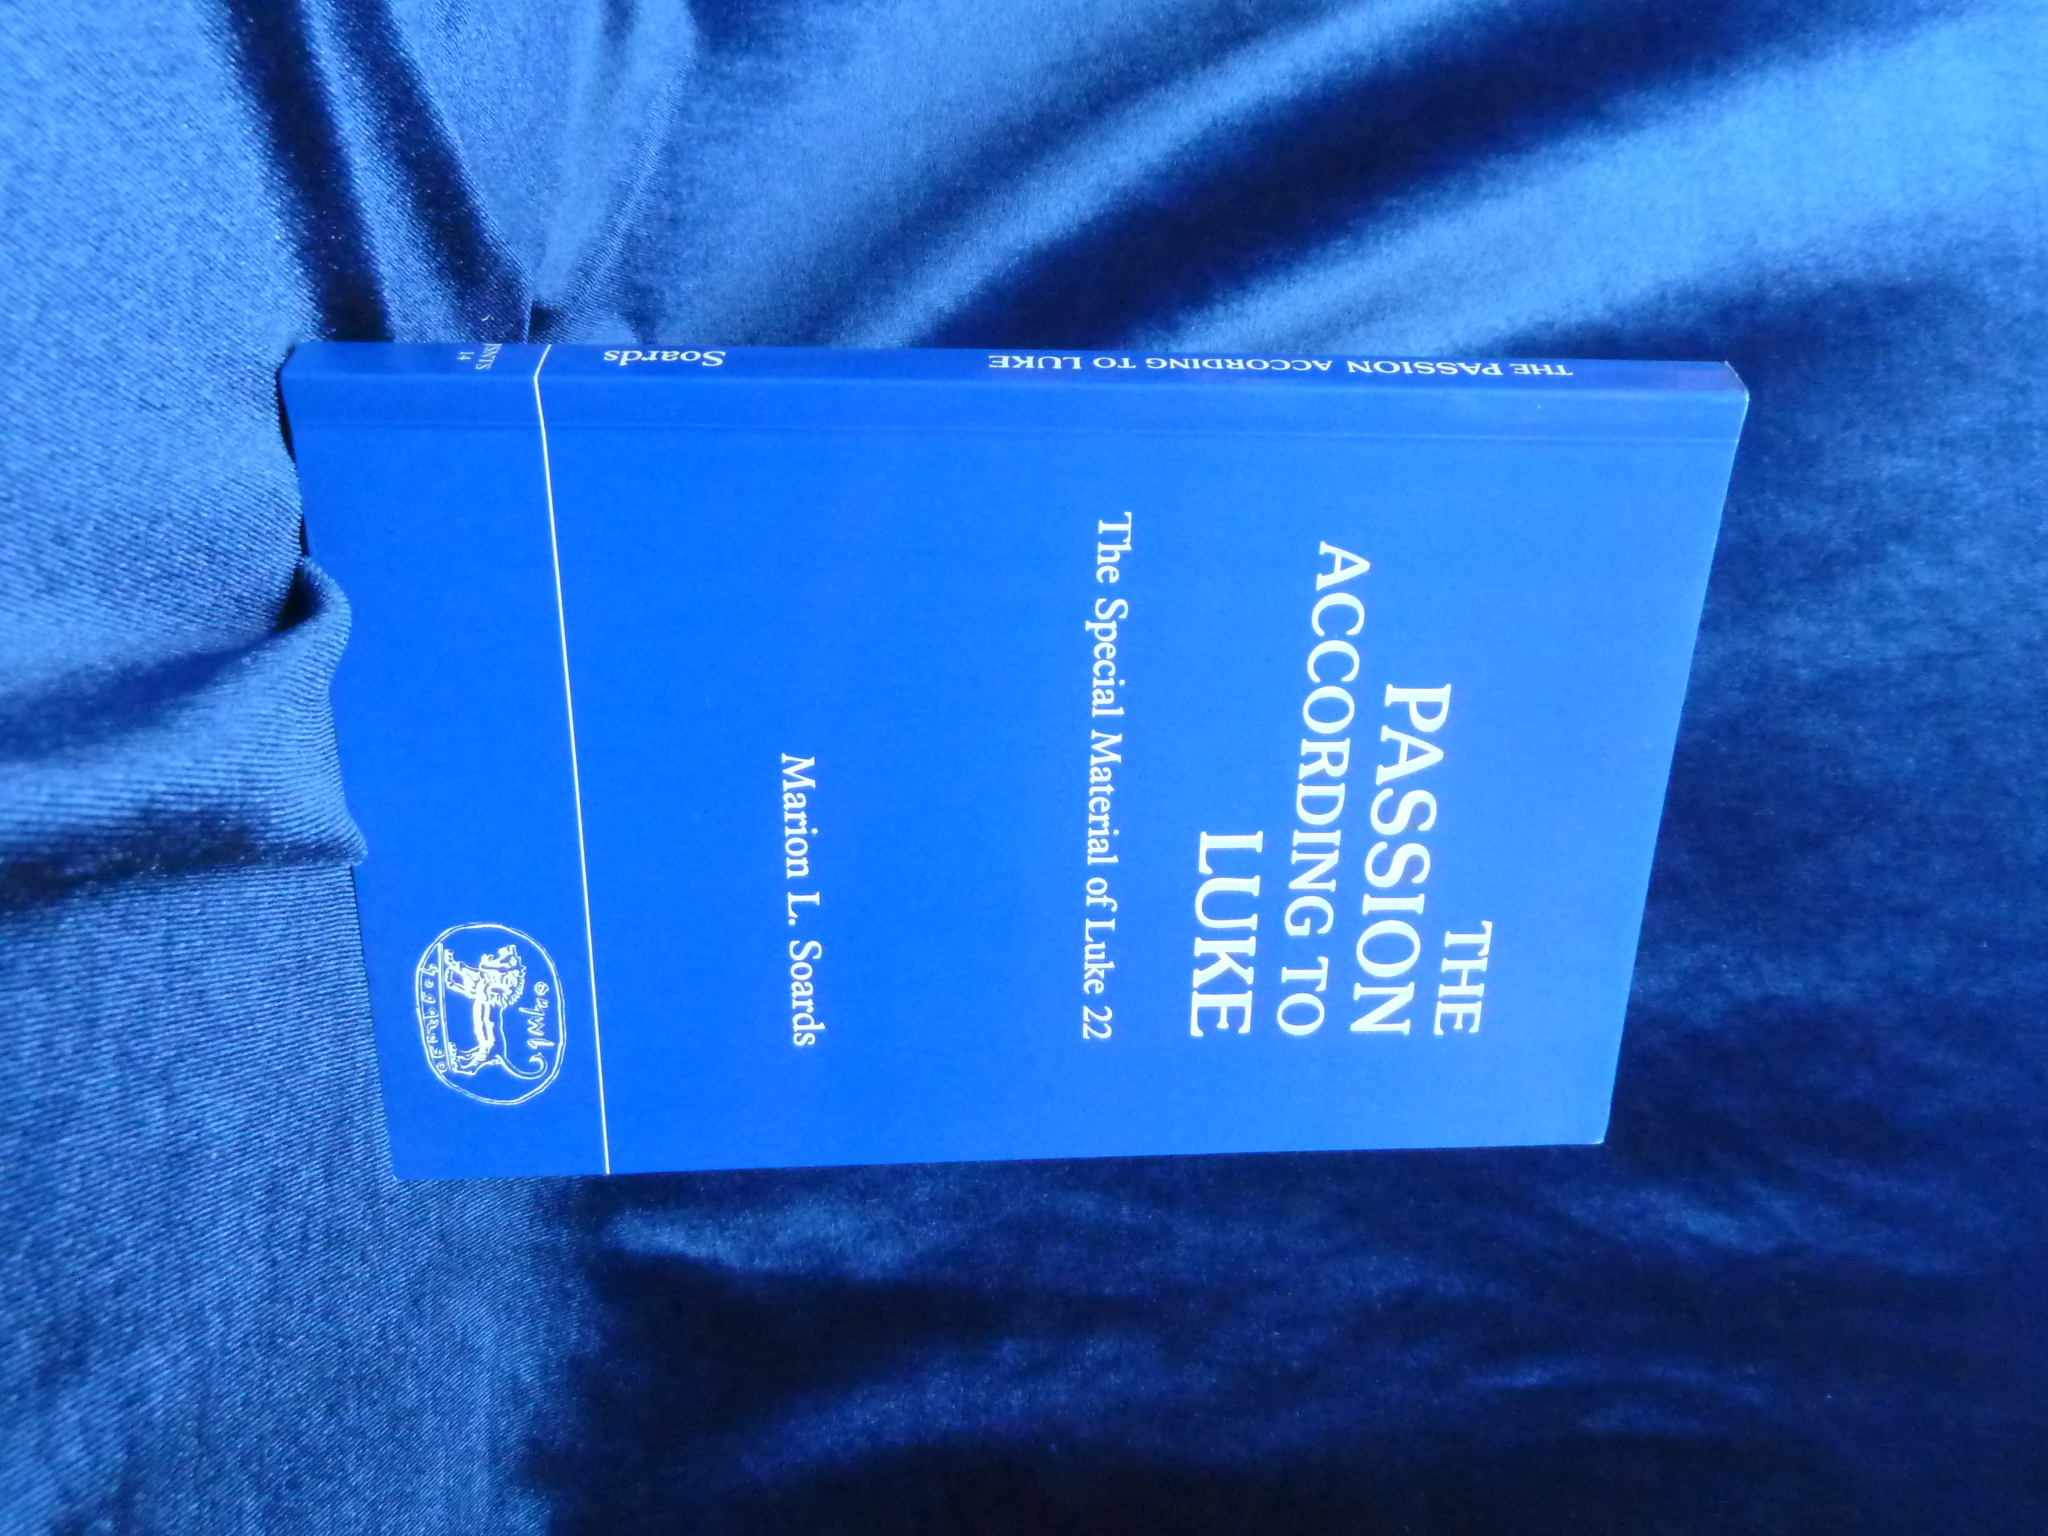 THE
PASSION
ACCORDING TO
LUKE
The Special Material of Luke 22
Marion L. Soards
THE PASSION ACCORDING TO LUKE
Soards
14